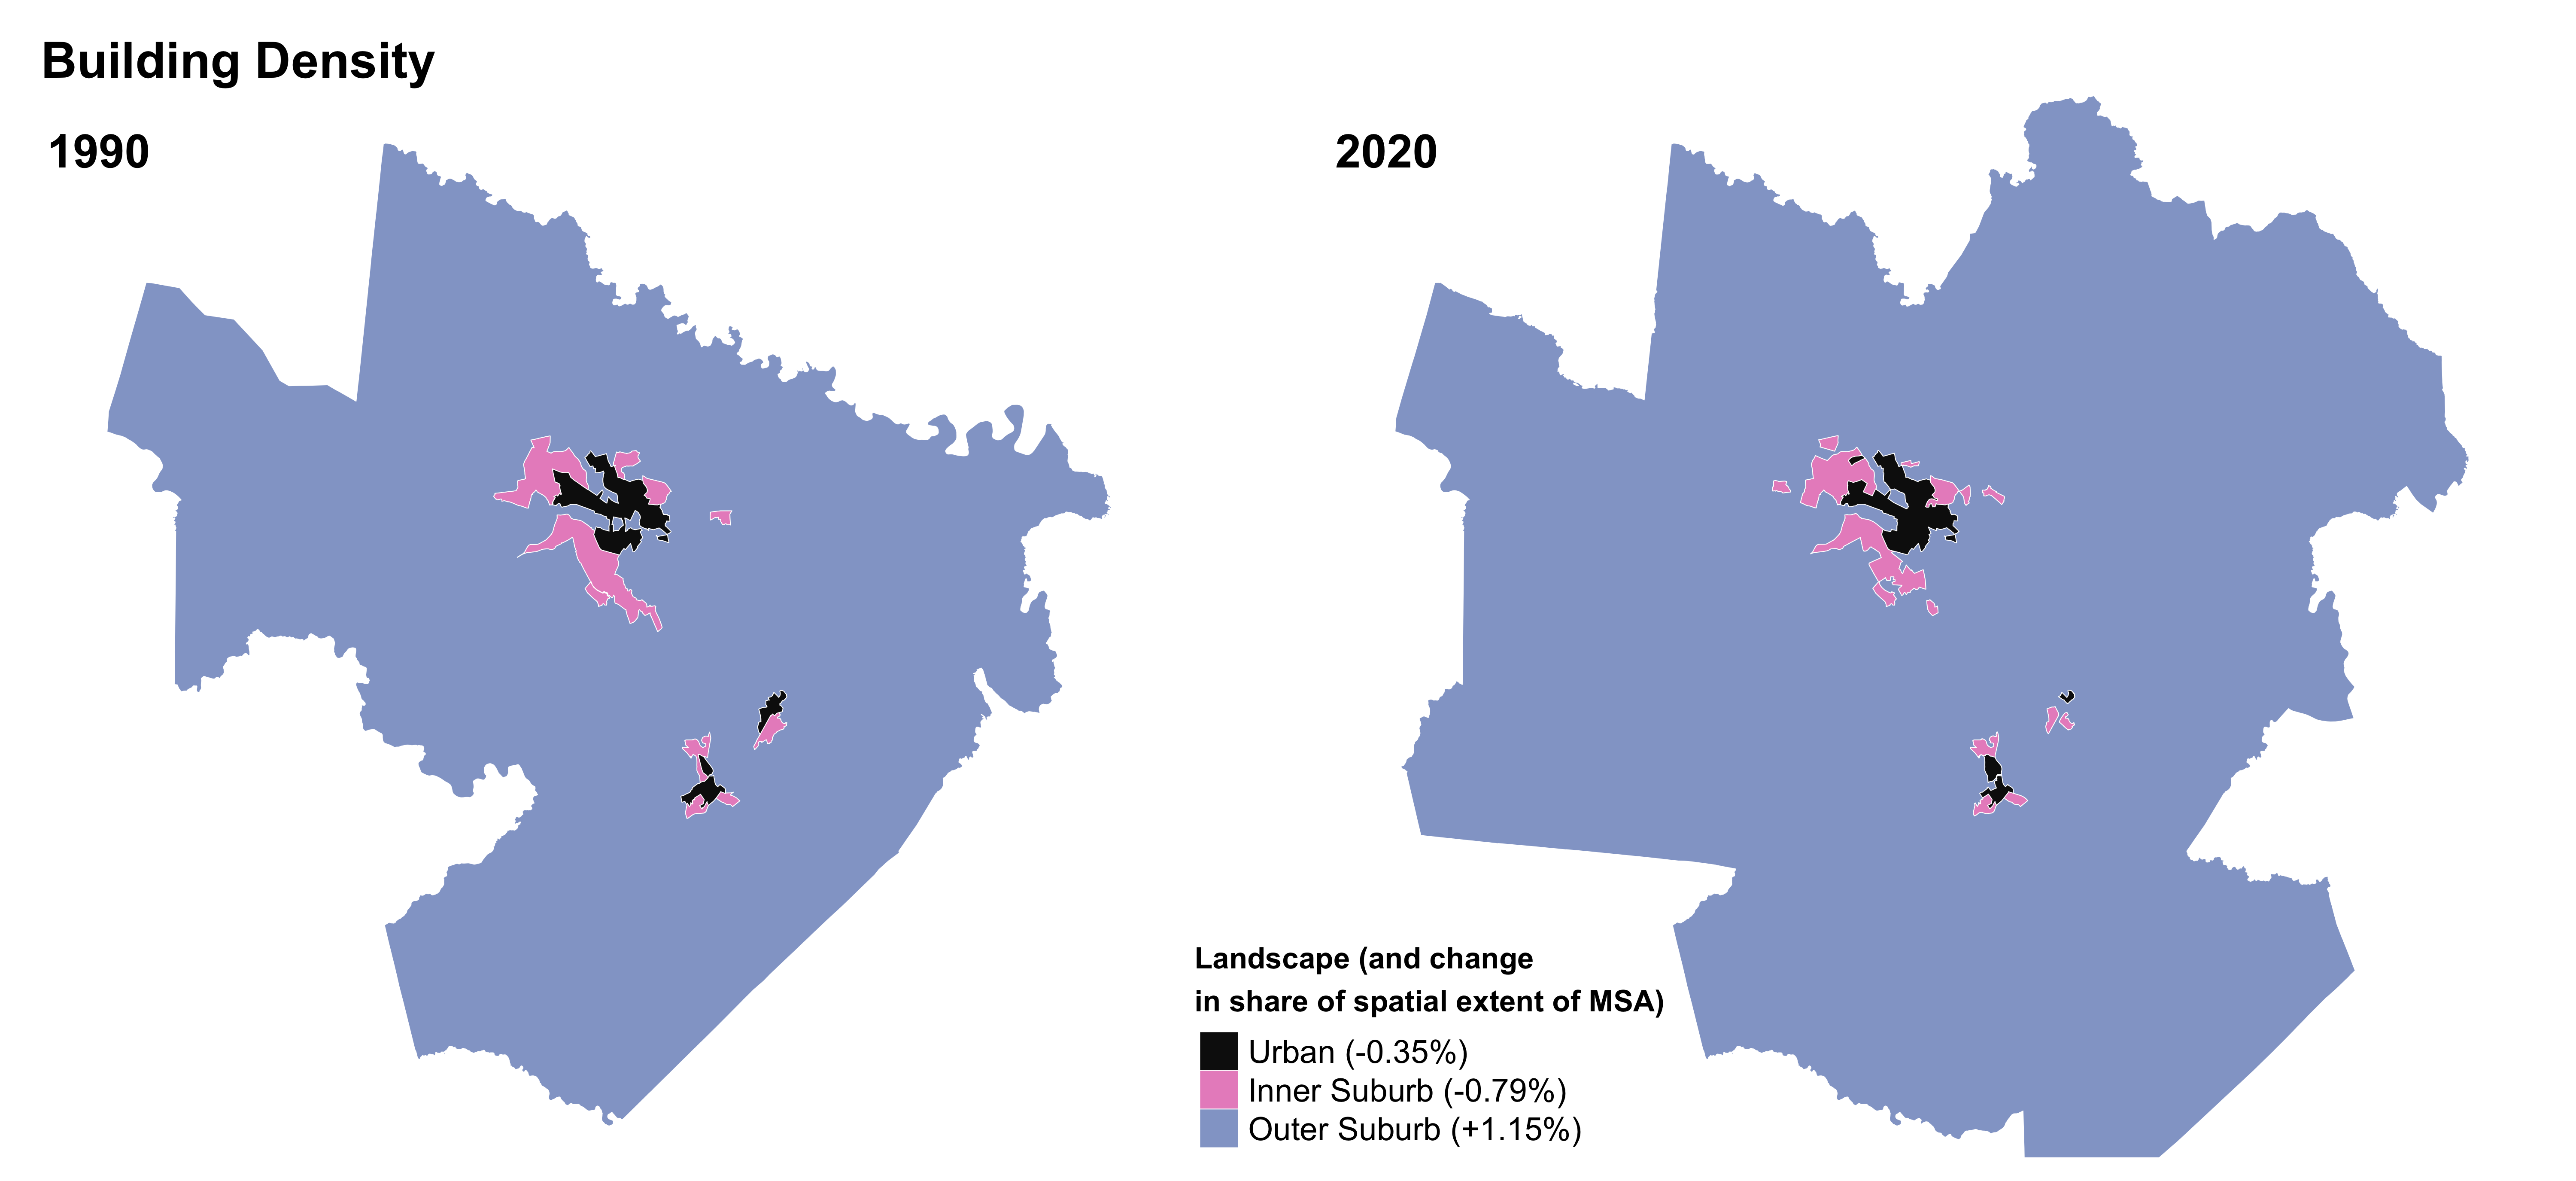 Building Density
1990
2020
Landscape (and change
in share of spatial extent of MSA)
Urban (-0.35%)
Inner Suburb (-0.79%)
Outer Suburb (+1.15%)